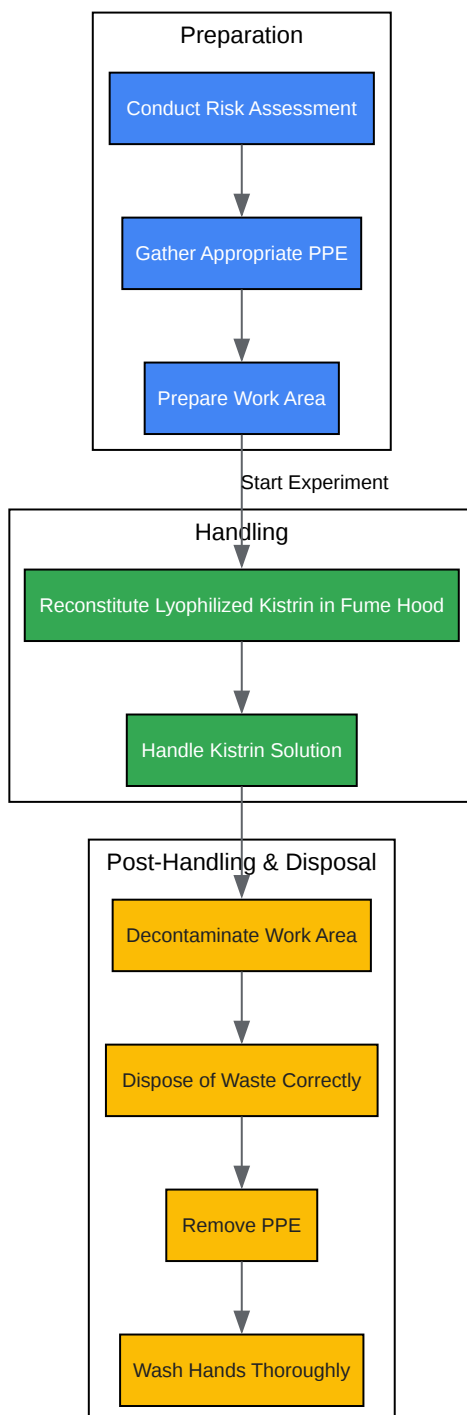 Preparation
Conduct Risk Assessment
Gather Appropriate PPE
Prepare Work Area
Start Experiment
Handling
Reconstitute Lyophilized Kistrin in Fume Hood
Handle Kistrin Solution
Post-Handling & Disposal
Decontaminate Work Area
Dispose of Waste Correctly
Remove PPE
Wash Hands Thoroughly